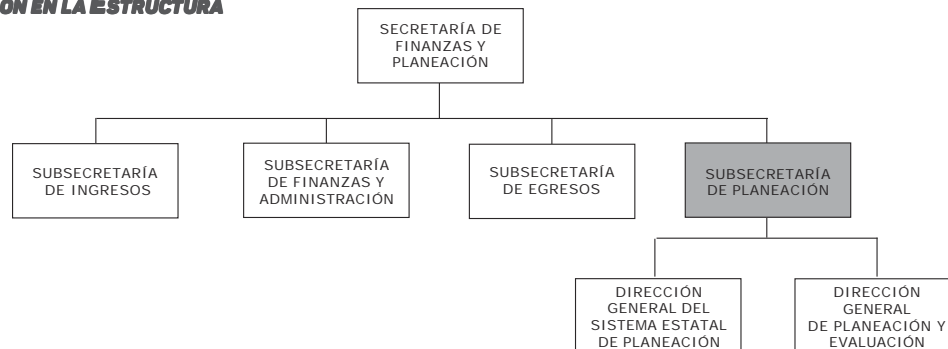 ÓN EN LA ESTRUCTURA
SECRETARÍA DE
FINANZAS Y
PLANEACIÓN
SUBSECRETARÍA
DE INGRESOS
SUBSECRETARÍA
DE FINANZAS Y
ADMINISTRACIÓN
SUBSECRETARÍA
DE EGRESOS
SUBSECRETARÍA
DE PLANEACIÓN
DIRECCIÓN
GENERAL DEL
SISTEMA ESTATAL
DE PLANEACIÓN
DIRECCIÓN
GENERAL
DE PLANEACIÓN Y
EVALUACIÓN